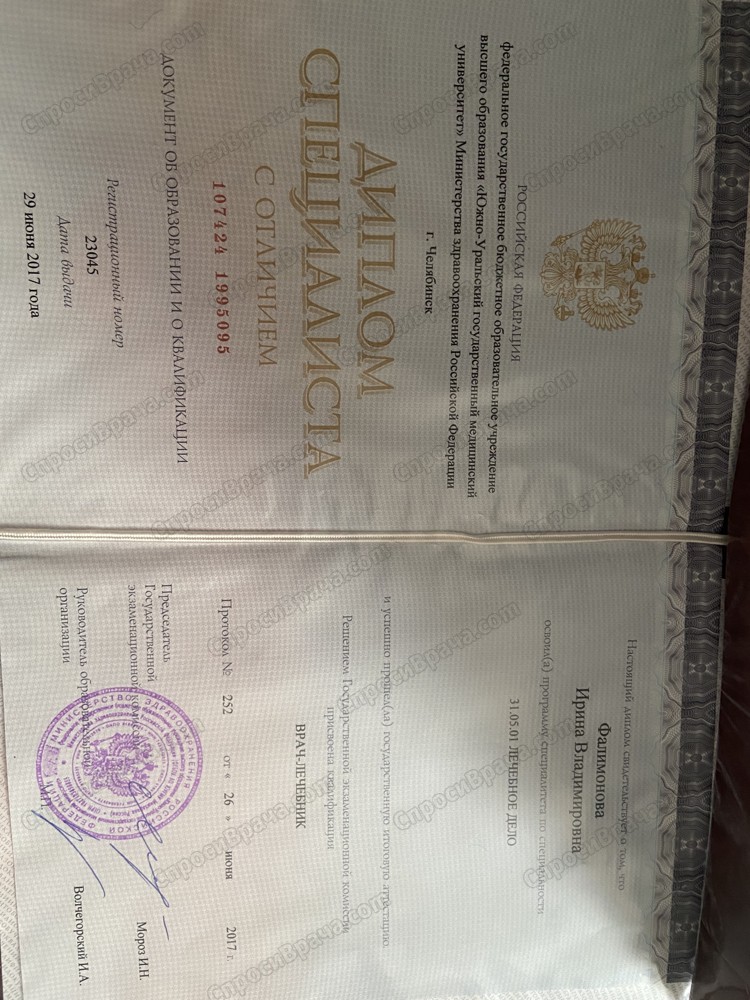 РОССИЙСКАЯ ФЕДЕРАЦИЯ
федеральное государственное бюджетное образовательное учреждение
высшего образования «Южно-Уральский государственный медицинский
университет» Министерства здравоохранения Российской Федерации
г. Челябинск
ДИПЛОМ
СПЕЦИАЛИСТА
С ОТЛИЧИЕМ
107424 1995095
ДОКУМЕНТ ОБ ОБРАЗОВАНИИ И О КВАЛИФИКАЦИИ
Регистрационный номер
23045
Дата выдачи
29 июня 2017 года
Настоящий диплом свидетельствует о том, что
Фалимонова
Ирина Владимировна
освоил(а) программу специалитета по специальности
31.05.01 ЛЕЧЕБНОЕ ДЕЛО
и успешно прошел(ла) государственную итоговую аттестацию
Решением Государственной экзаменационной комиссии
присвоена квалификация
ВРАЧ-ЛЕЧЕБНИК
Протокол № 252 от « 26 » июня 2017 г.
Председатель
Государственной
экзаменационной комиссии
Мороз И.Н.
Руководитель образовательной
организации
Волчегорский И.А.
М.П.
СпросиВрача.com